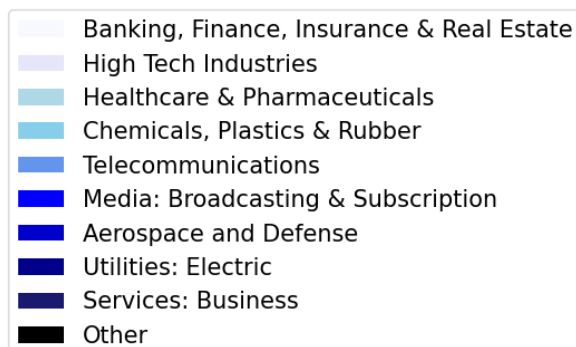 Banking, Finance, Insurance & Real Estate
High Tech Industries
Healthcare & Pharmaceuticals
Chemicals, Plastics & Rubber
Telecommunications
Media: Broadcasting & Subscription
Aerospace and Defense
Utilities: Electric
Services: Business
Other